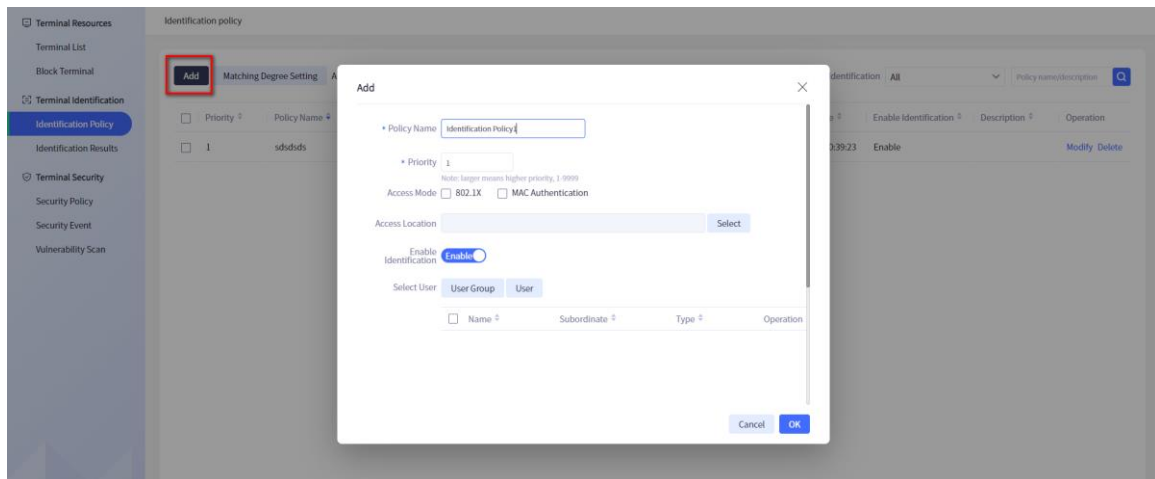 Terminal Resources
Terminal List
Block Terminal
Terminal Identification
Identification Policy
Identification Results
Terminal Security
Security Policy
Security Event
Vulnerability Scan
Identification policy
Add Matching Degree Setting A
dentification All Policy name/description
Priority Policy Name
e Enable Identification Description Operation
1 sdsdsds
0:39:23 Enable Modify Delete
Add
* Policy Name Identification Policy1
* Priority 1
Note: larger means higher priority, 1-9999
Access Mode 802.1X MAC Authentication
Access Location Select
Enable
Identification Enable
Select User User Group User
Name Subordinate Type Operation
Cancel OK